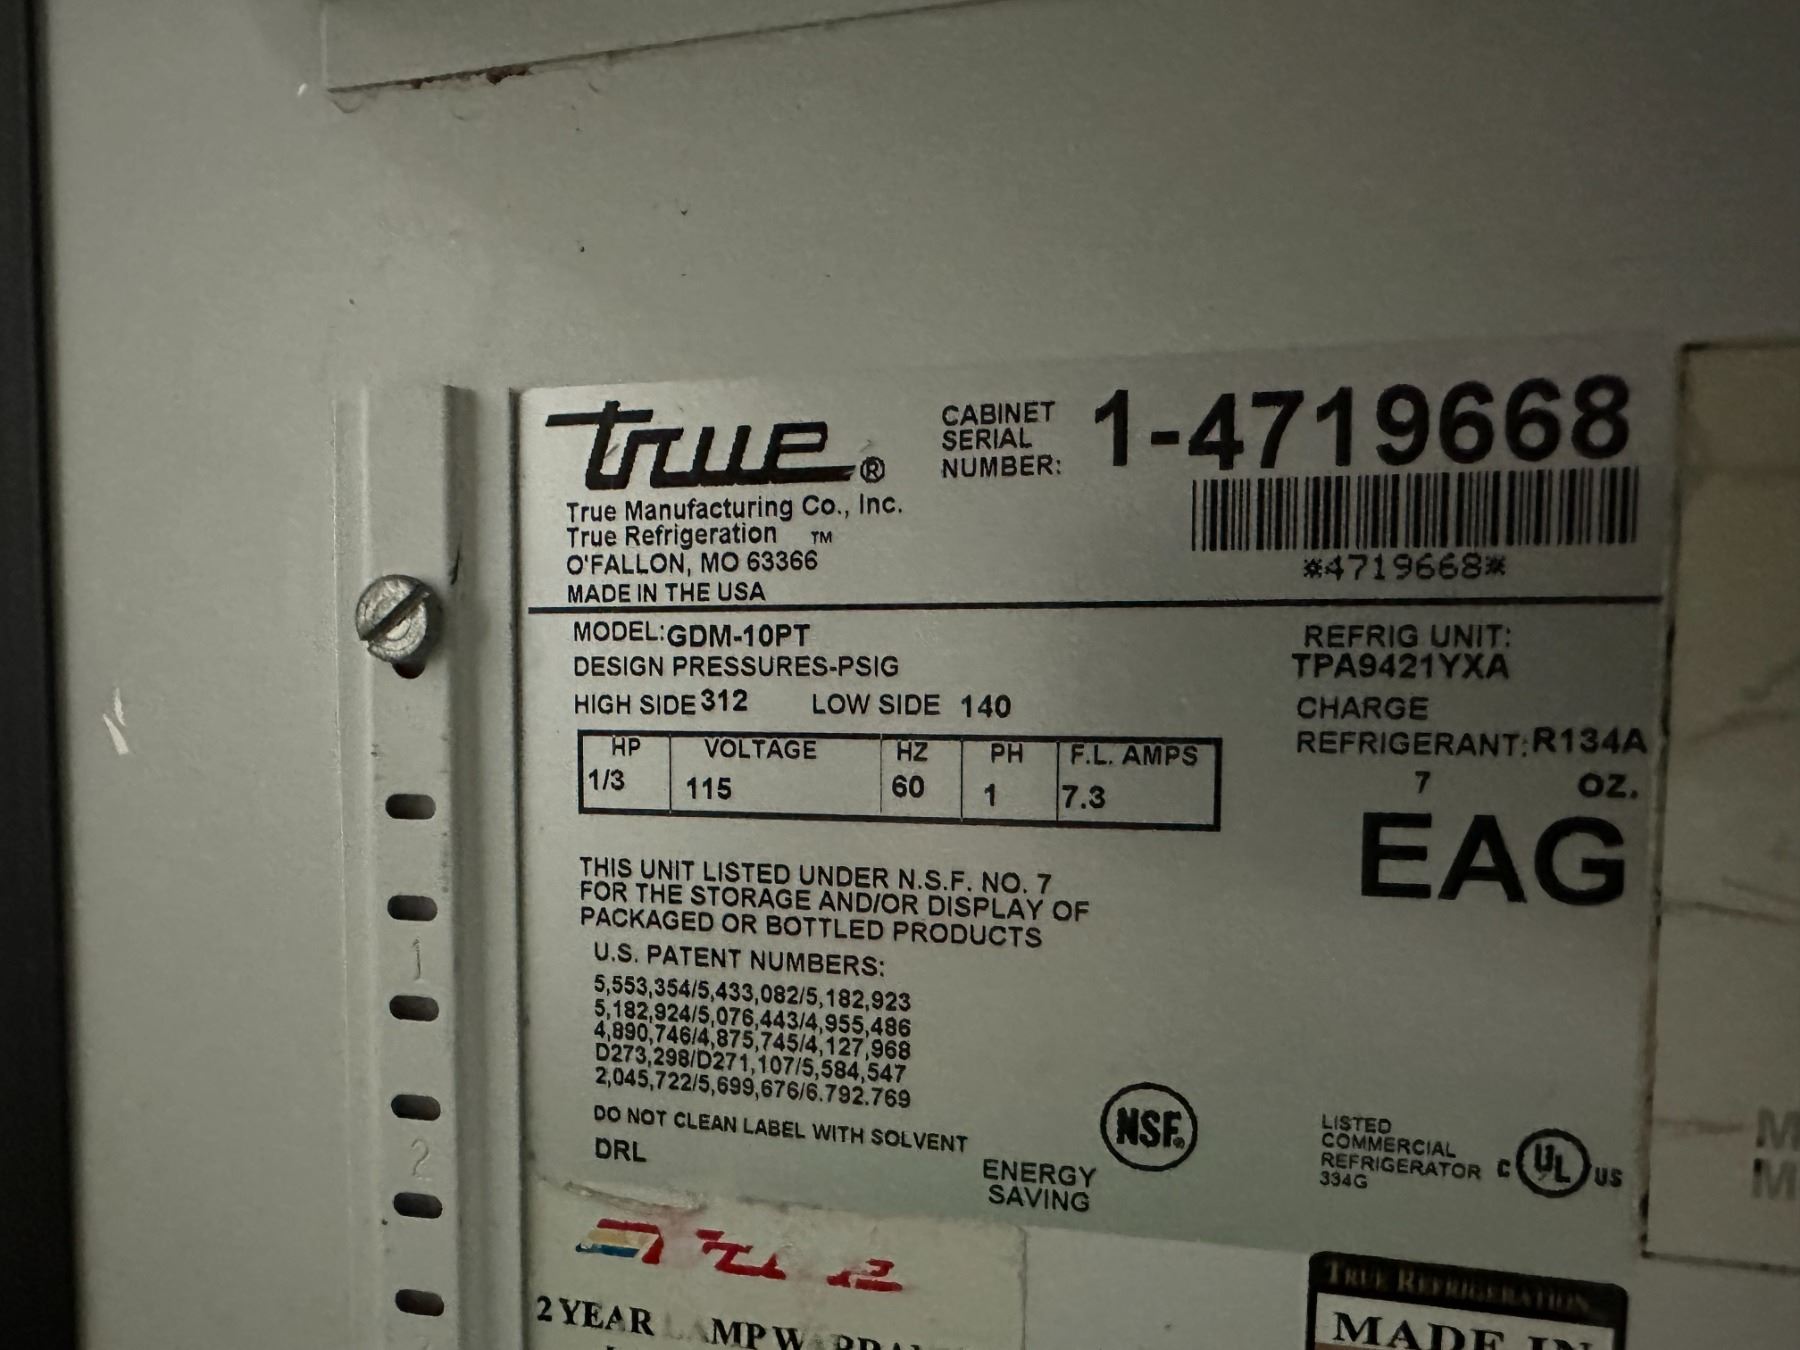 true®
CABINET
SERIAL
NUMBER:
1-4719668
*4719668*
True Manufacturing Co., Inc.
True Refrigeration TM
O'FALLON, MO 63366
MADE IN THE USA
MODEL:GDM-10PT
DESIGN PRESSURES-PSIG
HIGH SIDE 312 LOW SIDE 140
REFRIG UNIT:
TPA9421YXA
CHARGE
REFRIGERANT:R134A
7 OZ.
HP VOLTAGE HZ PH F.L. AMPS
1/3 115 60 1 7.3
EAG
THIS UNIT LISTED UNDER N.S.F. NO. 7
FOR THE STORAGE AND/OR DISPLAY OF
PACKAGED OR BOTTLED PRODUCTS
U.S. PATENT NUMBERS:
5,553,354/5,433,082/5,182,923
5,182,924/5,076,443/4,955,486
4,890,746/4,875,745/4,127,968
D273,298/D271,107/5,584,547
2,045,722/5,699,676/6.792.769
DO NOT CLEAN LABEL WITH SOLVENT
DRL
ENERGY
SAVING
NSF®
LISTED
COMMERCIAL
REFRIGERATOR
334G
C UL US
1
2
true
2 YEAR
TRUE REFRIGERATION
MADE IN